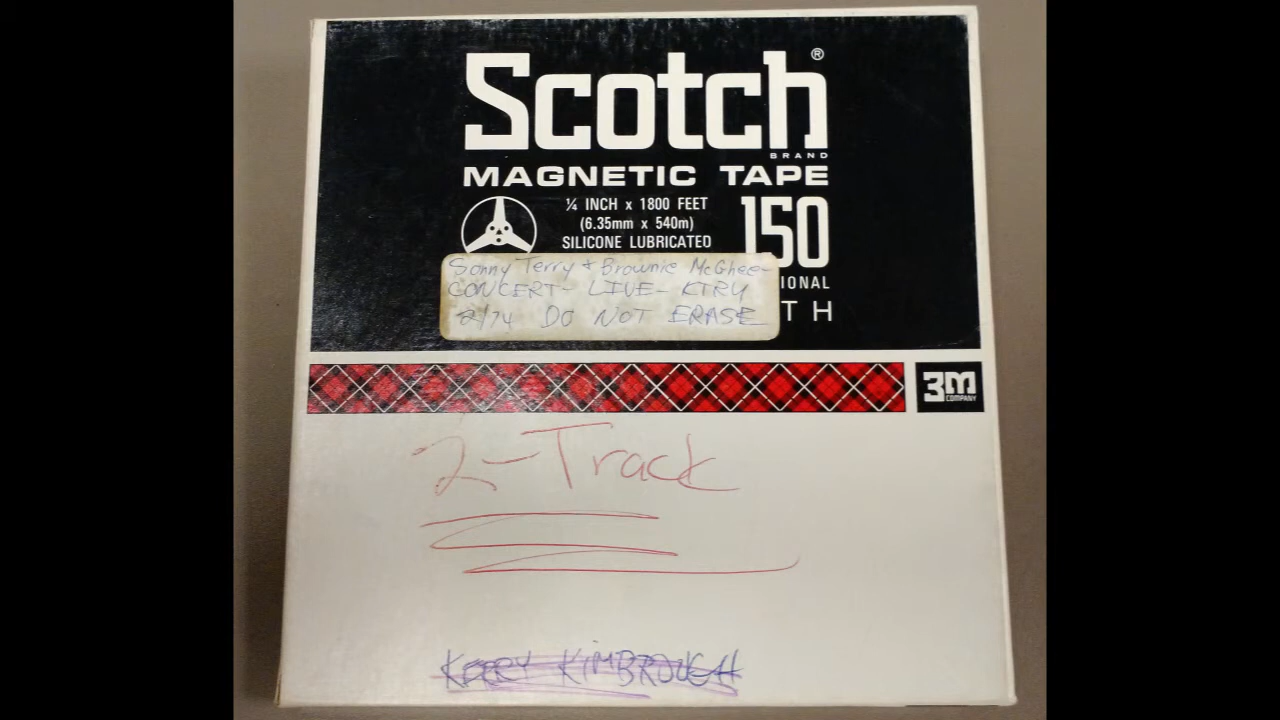 Scotch®
BRAND
MAGNETIC TAPE
¼ INCH x 1800 FEET
(6.35mm x 540m)
SILICONE LUBRICATED
150
IONAL
TH
Sonny Terry + Brownie McGhee-
CONCERT- LIVE- KTRU
2/74 DO NOT ERASE
3M
COMPANY
2-Track
KERRY KIMBROUGH